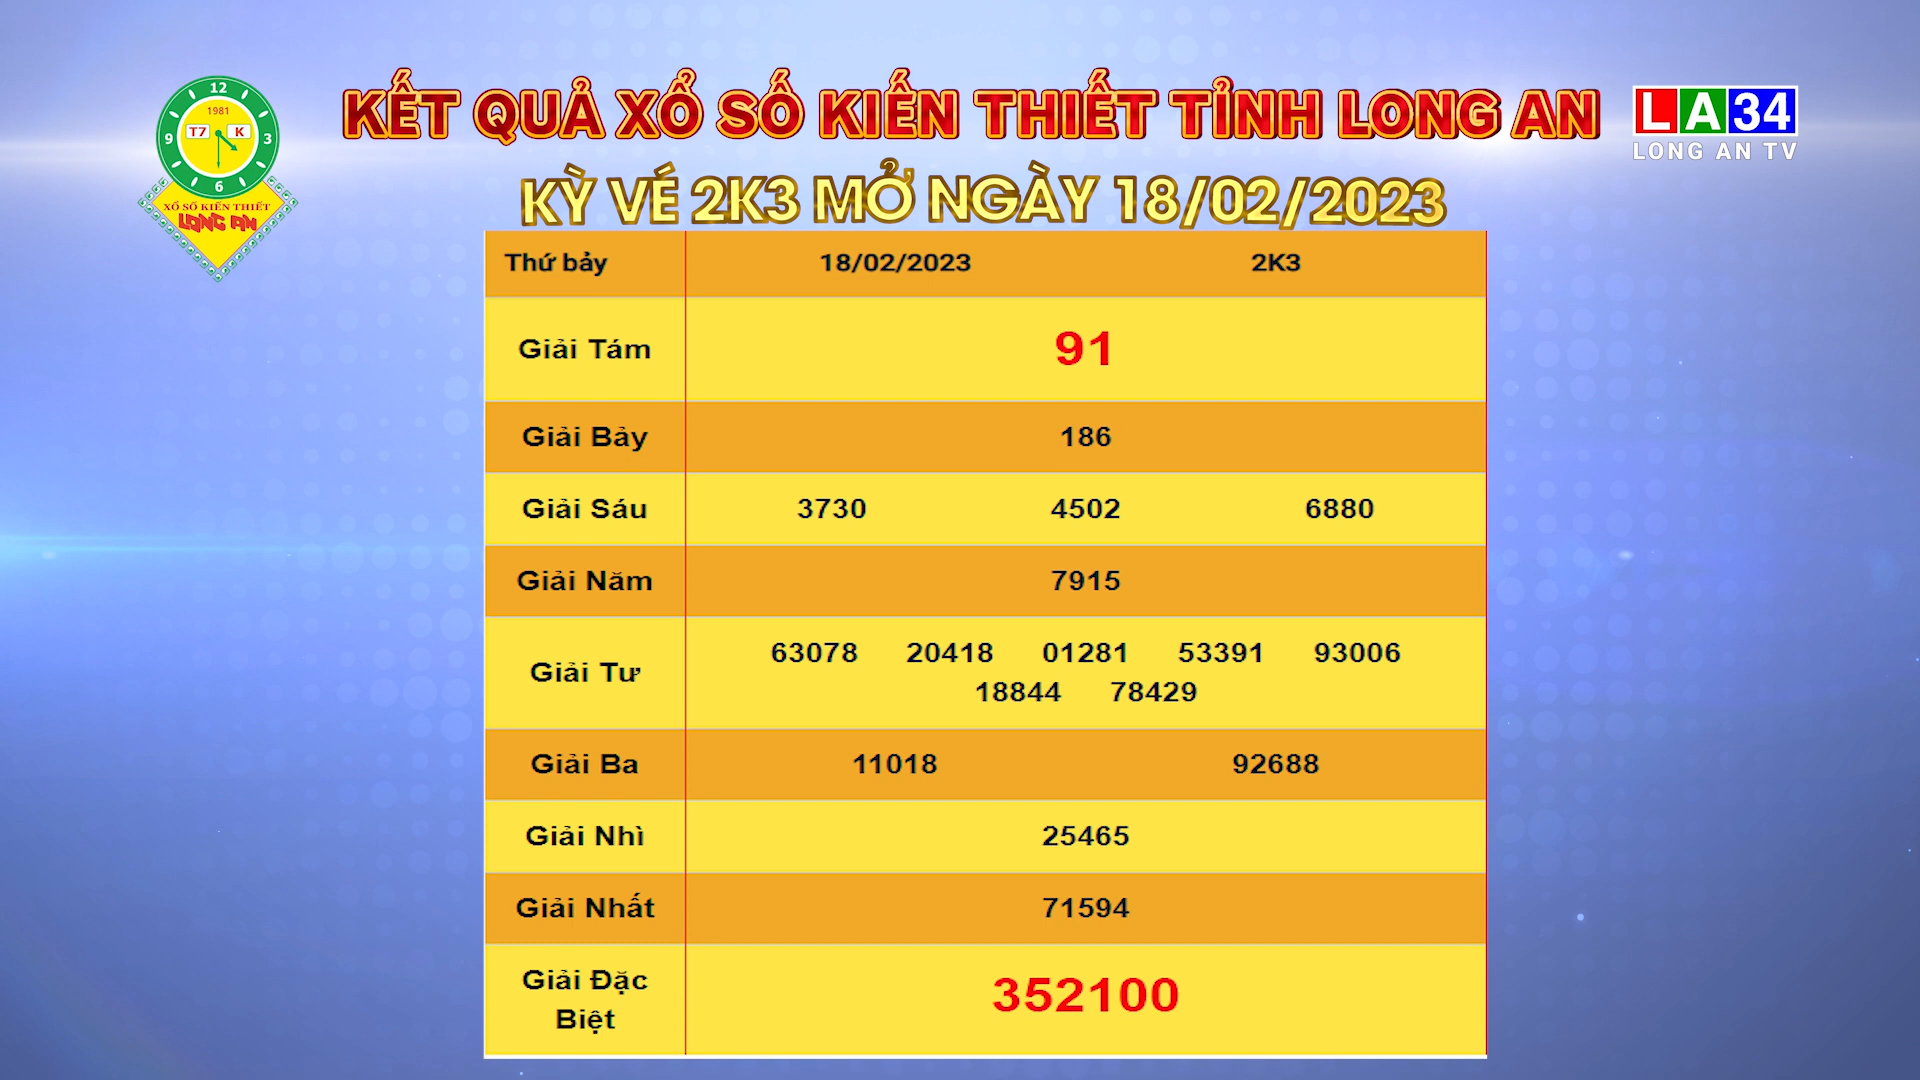 12
1981
T7 K
9 3
6
XỔ SỐ KIẾN THIẾT
LONG AN
KẾT QUẢ XỔ SỐ KIẾN THIẾT TỈNH LONG AN
LA34
LONG AN TV
KỲ VÉ 2K3 MỞ NGÀY 18/02/2023
Thứ bảy 18/02/2023 2K3
Giải Tám 91
Giải Bảy 186
Giải Sáu 3730 4502 6880
Giải Năm 7915
Giải Tư 63078 20418 01281 53391 93006
18844 78429
Giải Ba 11018 92688
Giải Nhì 25465
Giải Nhất 71594
Giải Đặc
Biệt 352100